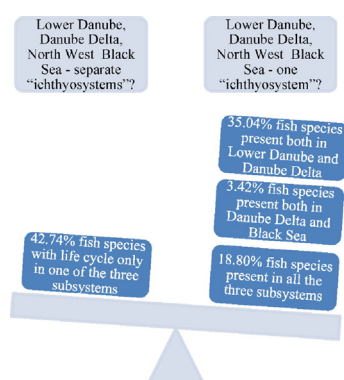 Lower Danube,
Danube Delta,
North West Black
Sea - separate
“ichthyosystems”?
Lower Danube,
Danube Delta,
North West Black
Sea - one
“ichthyosystem”?
35.04% fish species
present both in
Lower Danube and
Danube Delta
3.42% fish species
present both in
Danube Delta and
Black Sea
42.74% fish species
with life cycle only
in one of the three
subsystems
18.80% fish species
present in all the
three subsystems